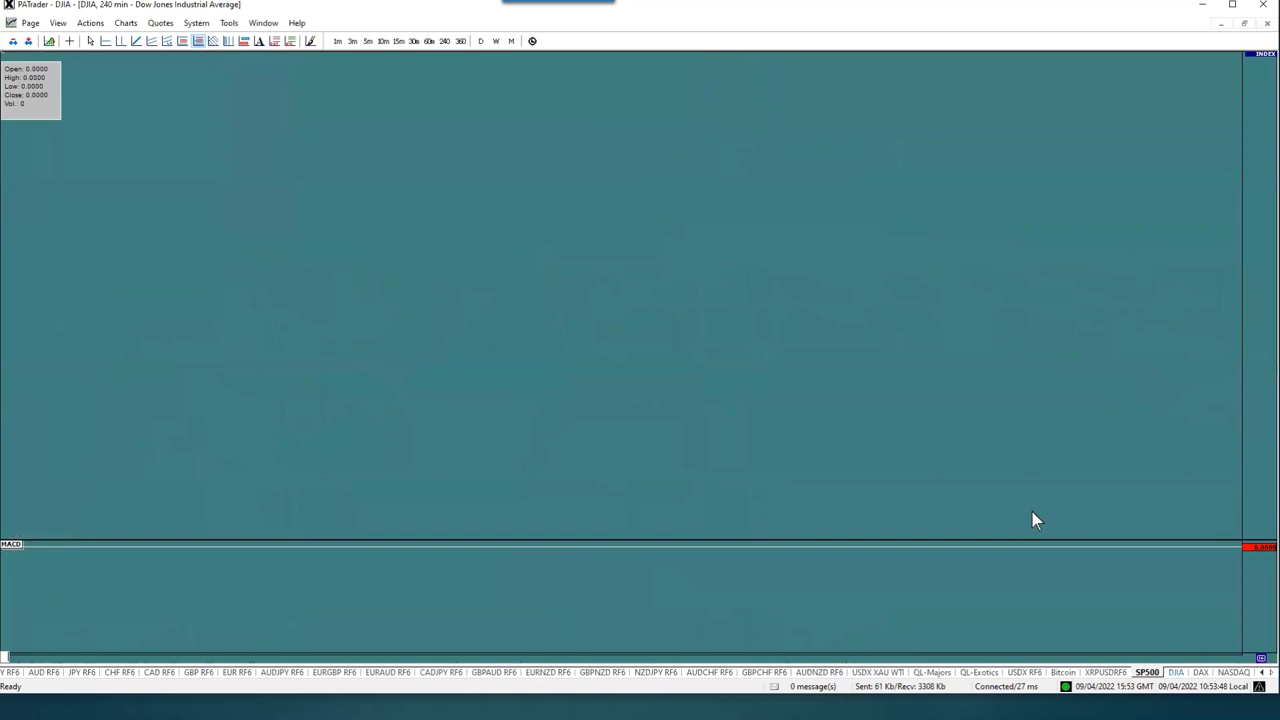 PATrader - DJIA - [DJIA, 240 min - Dow Jones Industrial Average]
Page View Actions Charts Quotes System Tools Window Help
A 1m 3m 5m 10m 15m 30m 60m 240 360 D W M
INDEX
Open: 0.0000
High: 0.0000
Low: 0.0000
Close: 0.0000
Vol.: 0
MACD
0.0000
Y RF6 AUD RF6 JPY RF6 CHF RF6 CAD RF6 GBP RF6 EUR RF6 AUDJPY RF6 EURGBP RF6 EURAUD RF6 CADJPY RF6 GBPAUD RF6 EURNZD RF6 GBPNZD RF6 NZDJPY RF6 AUDCHF RF6 GBPCHF RF6 AUDNZD RF6 USDX XAU WTI QL-Majors QL-Exotics USDX RF6 Bitcoin XRPUSDRF6 SP500 DJIA DAX NASDAQ
Ready 0 message(s) Sent: 61 Kb/Recv: 3308 Kb Connected/27 ms 09/04/2022 15:53 GMT 09/04/2022 10:53:48 Local